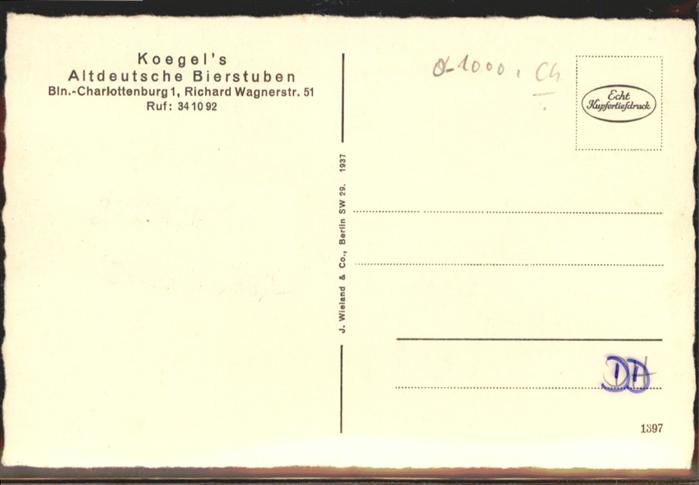 Koegel's
Altdeutsche Bierstuben
Bln.-Charlottenburg 1, Richard Wagnerstr. 51
Ruf: 34 10 92
J. Wieland & Co., Berlin SW 29. 1937
Echt
Kupfertiefdruck
1397